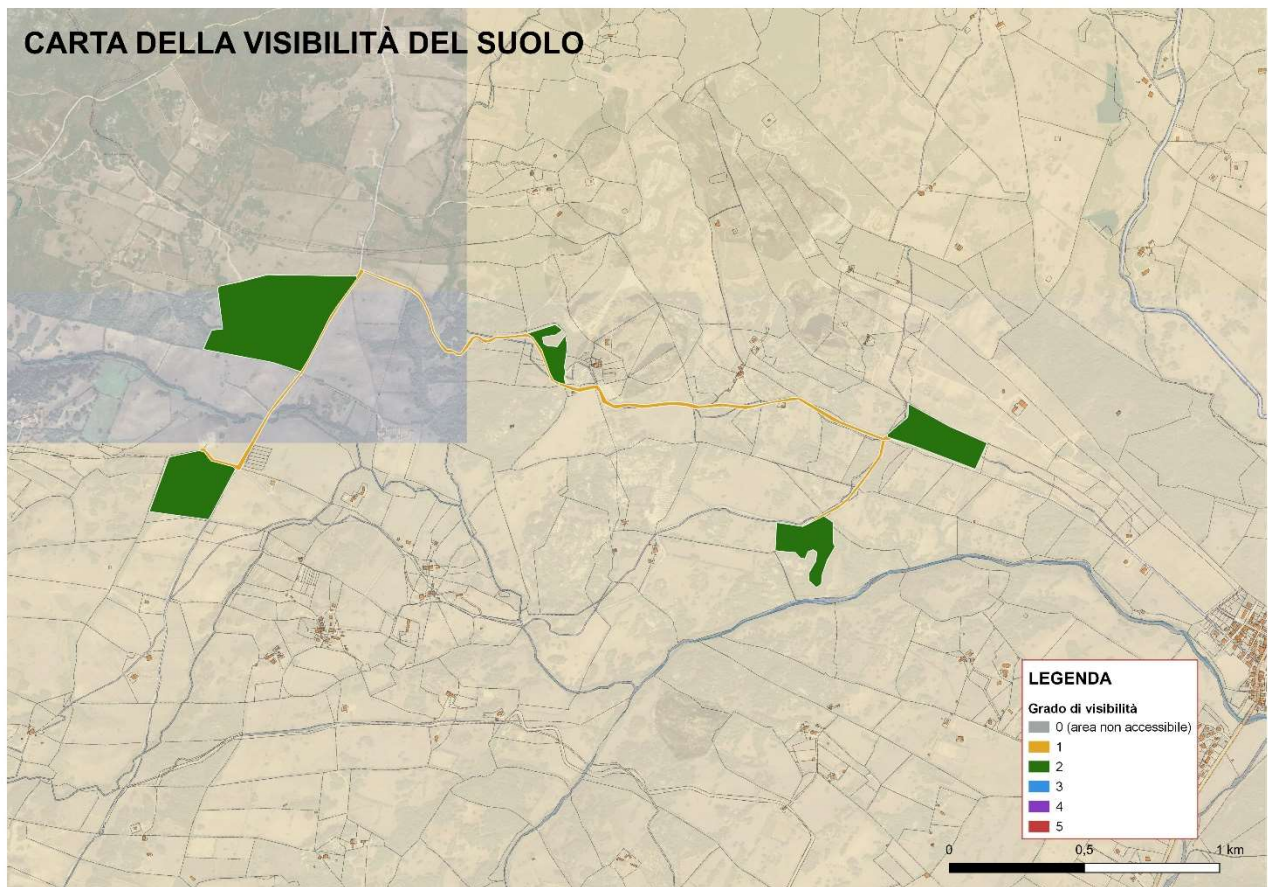 CARTA DELLA VISIBILITÀ DEL SUOLO
LEGENDA
Grado di visibilità
0 (area non accessibile)
1
2
3
4
5
0 0,5 1 km